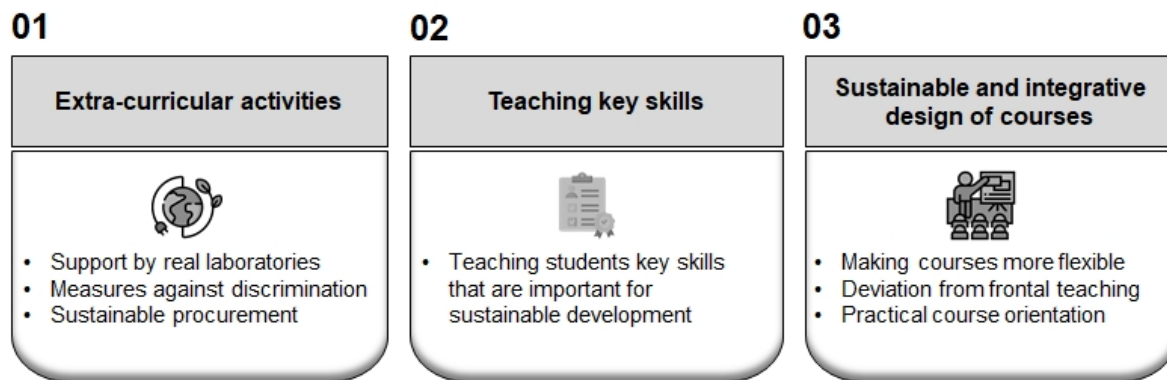 01
Extra-curricular activities
• Support by real laboratories
• Measures against discrimination
• Sustainable procurement
02
Teaching key skills
• Teaching students key skills
that are important for
sustainable development
03
Sustainable and integrative
design of courses
• Making courses more flexible
• Deviation from frontal teaching
• Practical course orientation